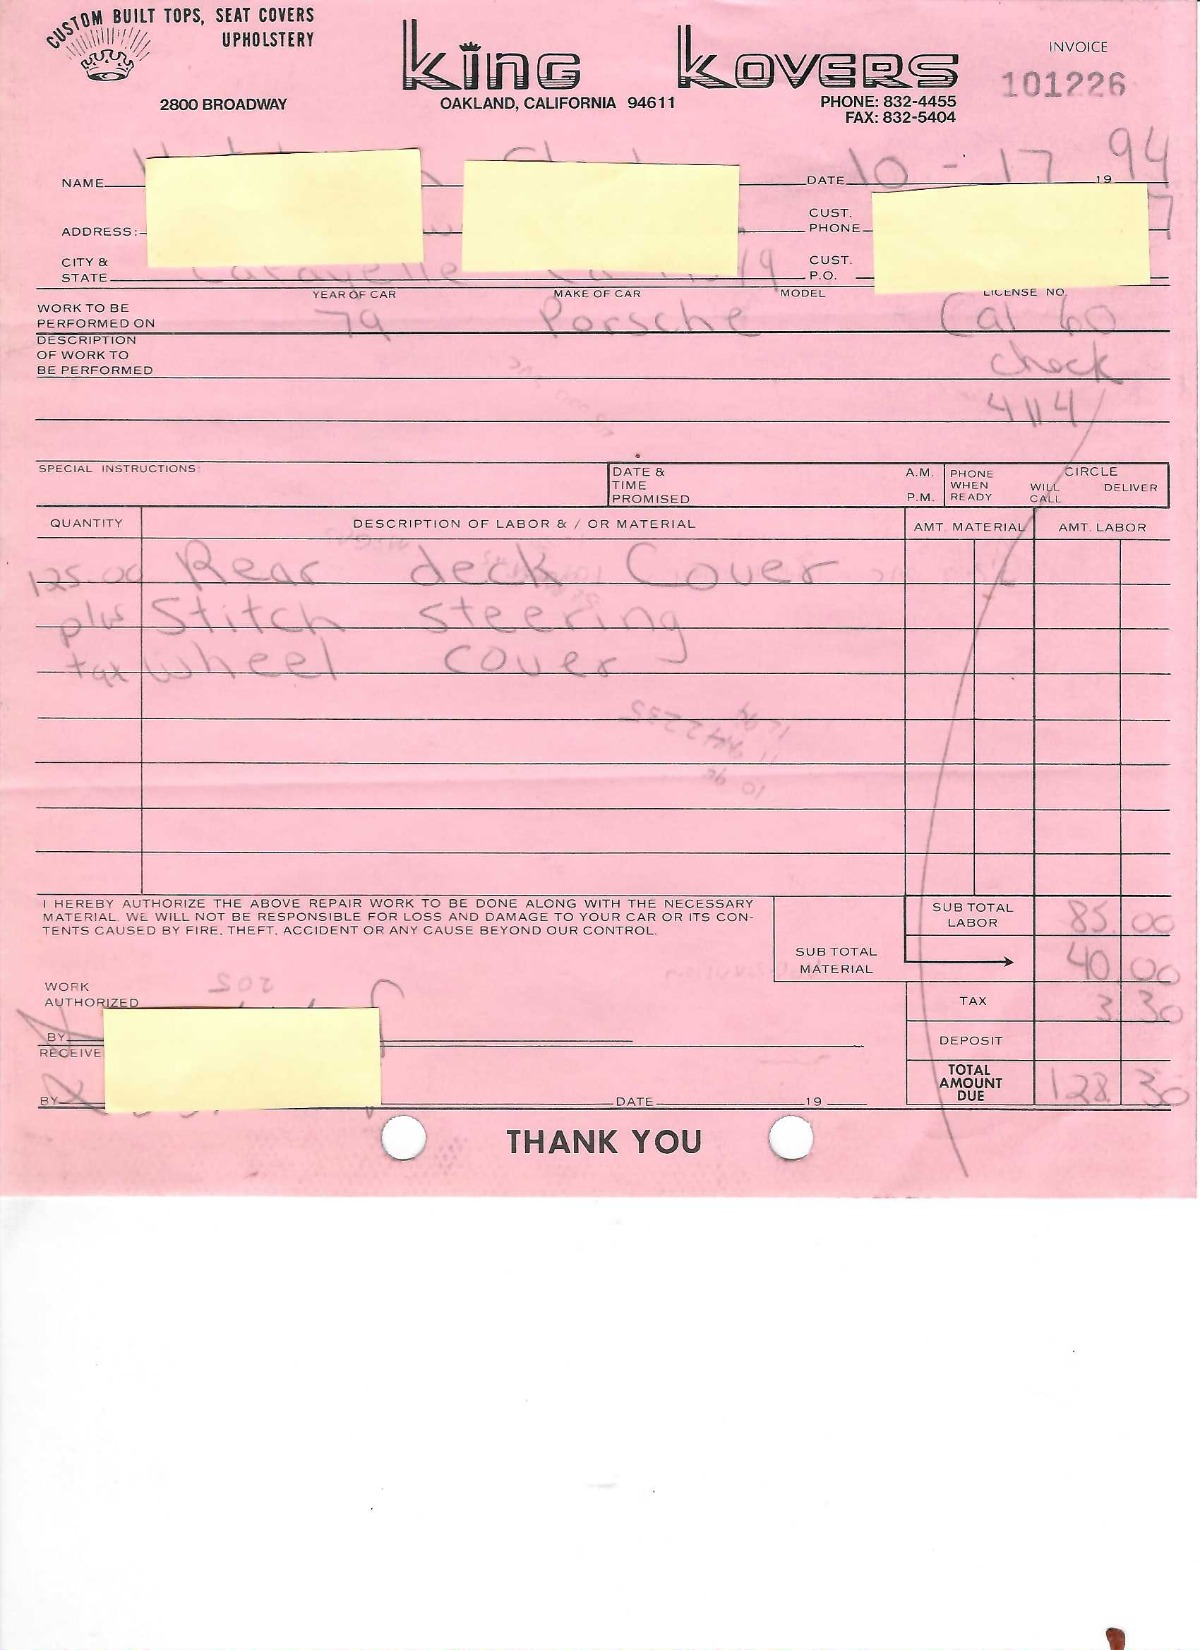 CUSTOM BUILT TOPS, SEAT COVERS
UPHOLSTERY
king kovers
INVOICE
101226
2800 BROADWAY
OAKLAND, CALIFORNIA 94611
PHONE: 832-4455
FAX: 832-5404
NAME
DATE 10 - 17 19 94
ADDRESS:
CUST. PHONE
CITY & STATE Lafayette
CUST. P.O.
YEAR OF CAR MAKE OF CAR MODEL LICENSE NO.
WORK TO BE PERFORMED ON 79 Porsche Cal 60
DESCRIPTION OF WORK TO BE PERFORMED check
4114
SPECIAL INSTRUCTIONS:
DATE & TIME PROMISED A.M. P.M.
PHONE WHEN READY CIRCLE WILL CALL DELIVER
QUANTITY DESCRIPTION OF LABOR & / OR MATERIAL AMT. MATERIAL AMT. LABOR
125.00 Rear deck Cover
plus Stitch steering
tax wheel cover
I HEREBY AUTHORIZE THE ABOVE REPAIR WORK TO BE DONE ALONG WITH THE NECESSARY
MATERIAL. WE WILL NOT BE RESPONSIBLE FOR LOSS AND DAMAGE TO YOUR CAR OR ITS CON-
TENTS CAUSED BY FIRE, THEFT, ACCIDENT OR ANY CAUSE BEYOND OUR CONTROL.
SUB TOTAL LABOR 85.00
SUB TOTAL MATERIAL 40.00
WORK AUTHORIZED
BY
TAX 3.30
RECEIVE
DEPOSIT
BY DATE 19
TOTAL AMOUNT DUE 128.30
THANK YOU